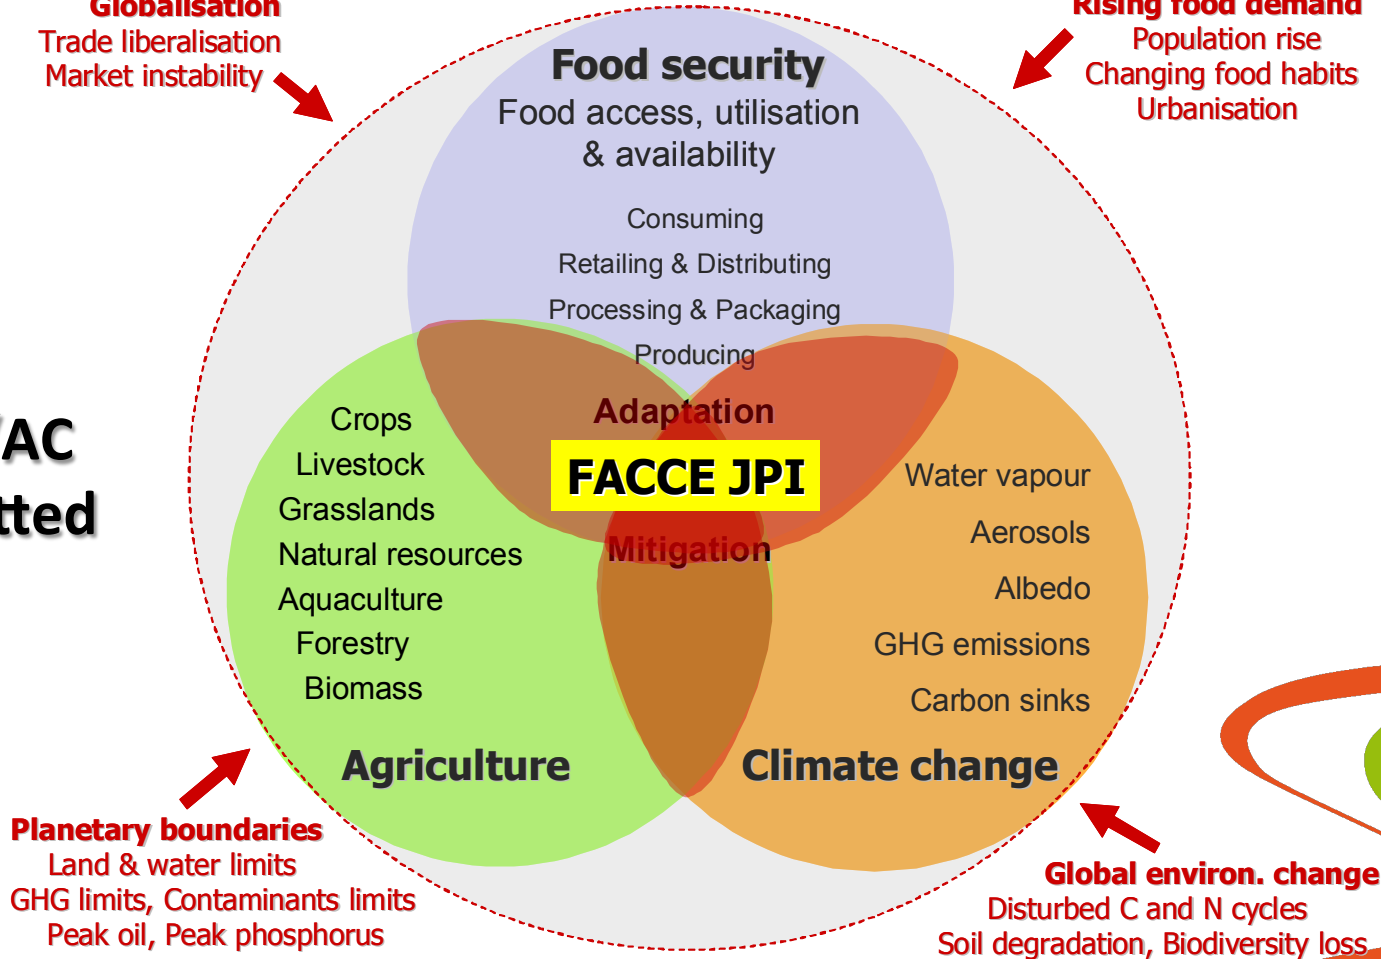 Globalisation
Trade liberalisation
Market instability
Rising food demand
Population rise
Changing food habits
Urbanisation
Food security
Food access, utilisation
& availability
Consuming
Retailing & Distributing
Processing & Packaging
Producing
Adaptation
FACCE JPI
Mitigation
Crops
Livestock
Grasslands
Natural resources
Aquaculture
Forestry
Biomass
Agriculture
Water vapour
Aerosols
Albedo
GHG emissions
Carbon sinks
Climate change
Planetary boundaries
Land & water limits
GHG limits, Contaminants limits
Peak oil, Peak phosphorus
Global environ. change
Disturbed C and N cycles
Soil degradation, Biodiversity loss